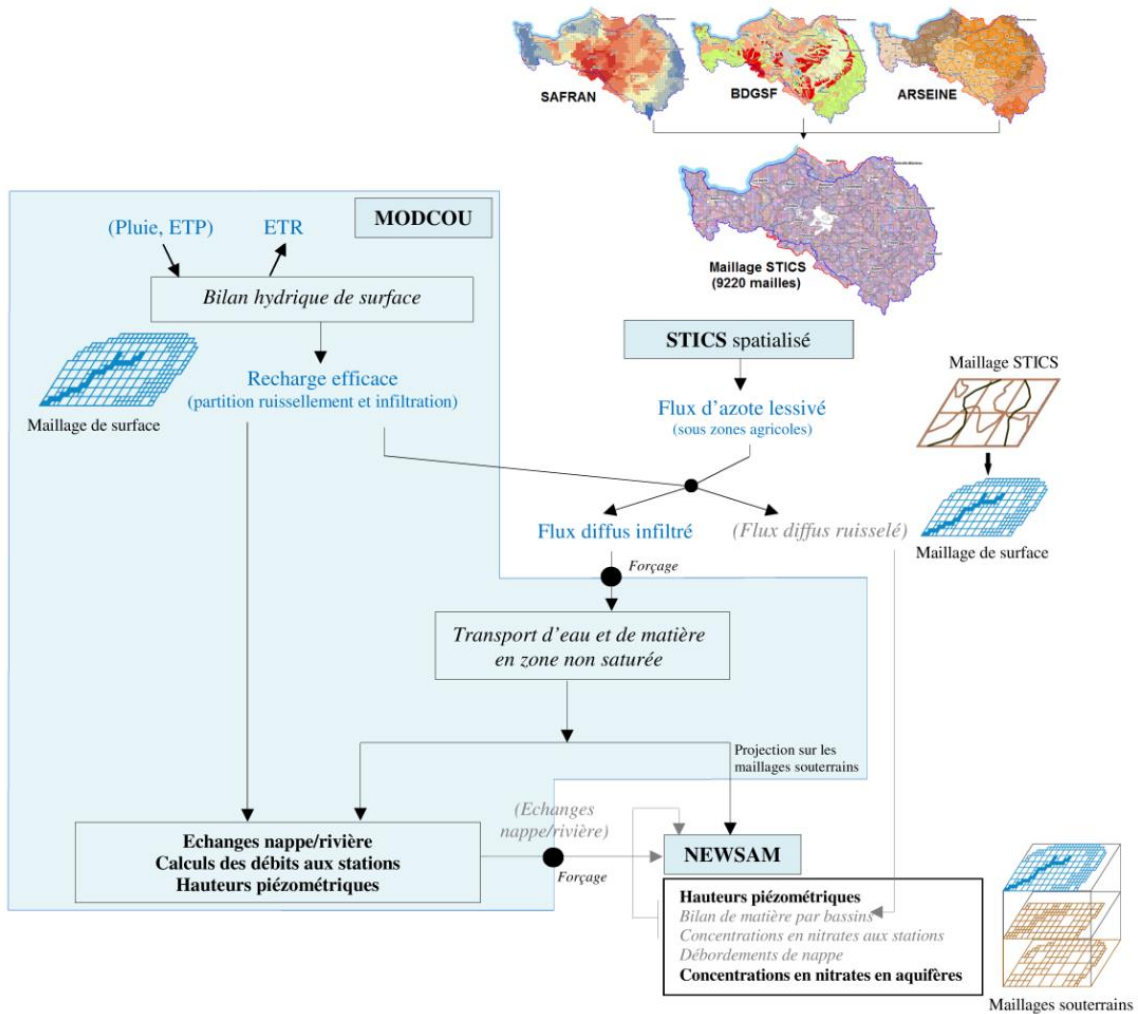 SAFRAN
BDGSF
ARSEINE
Maillage STICS
(9220 mailles)
MODCOU
(Pluie, ETP)
ETR
Bilan hydrique de surface
Maillage de surface
Recharge efficace
(partition ruissellement et infiltration)
STICS spatialisé
Flux d'azote lessivé
(sous zones agricoles)
Maillage STICS
Maillage de surface
Flux diffus infiltré
(Flux diffus ruisselé)
Forçage
Transport d'eau et de matière
en zone non saturée
Projection sur les
maillages souterrains
Echanges nappe/rivière
Calculs des débits aux stations
Hauteurs piézométriques
(Echanges
nappe/rivière)
Forçage
NEWSAM
Hauteurs piézométriques
Bilan de matière par bassins
Concentrations en nitrates aux stations
Débordements de nappe
Concentrations en nitrates en aquifères
Maillages souterrains